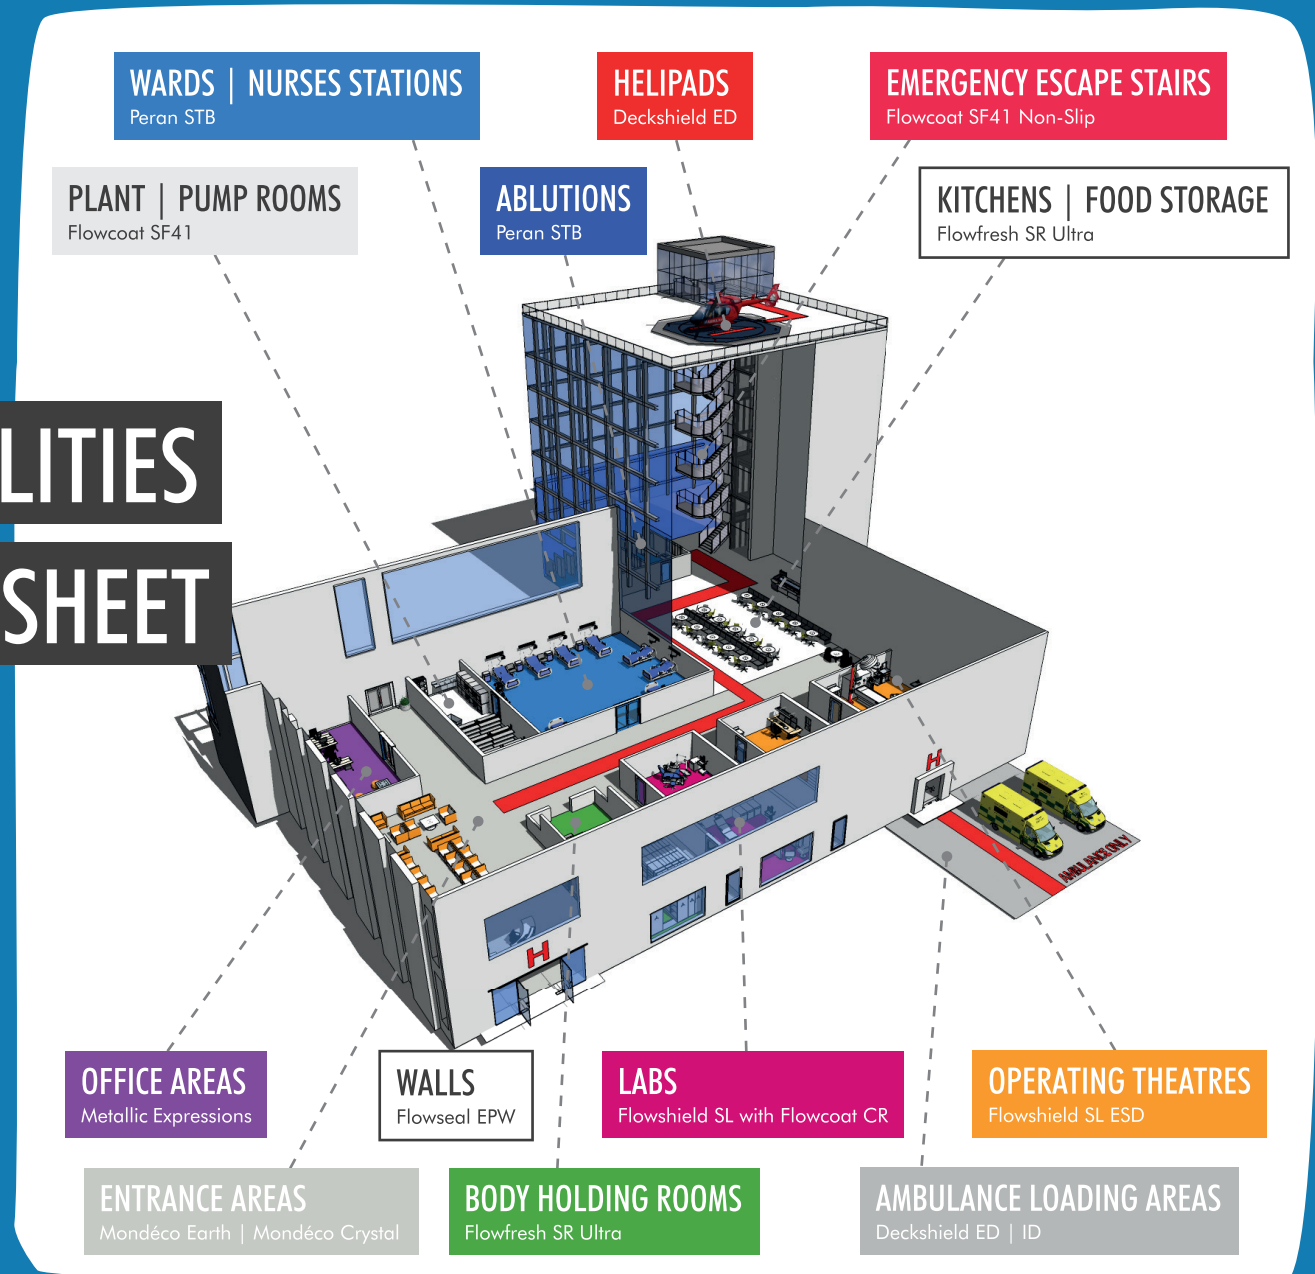 WARDS | NURSES STATIONS
Peran STB
HELIPADS
Deckshield ED
EMERGENCY ESCAPE STAIRS
Flowcoat SF41 Non-Slip
PLANT | PUMP ROOMS
Flowcoat SF41
ABLUTIONS
Peran STB
KITCHENS | FOOD STORAGE
Flowfresh SR Ultra
LITIES
SHEET
H
AMBULANCE ONLY
H
OFFICE AREAS
Metallic Expressions
WALLS
Flowseal EPW
LABS
Flowshield SL with Flowcoat CR
OPERATING THEATRES
Flowshield SL ESD
ENTRANCE AREAS
Mondéco Earth | Mondéco Crystal
BODY HOLDING ROOMS
Flowfresh SR Ultra
AMBULANCE LOADING AREAS
Deckshield ED | ID